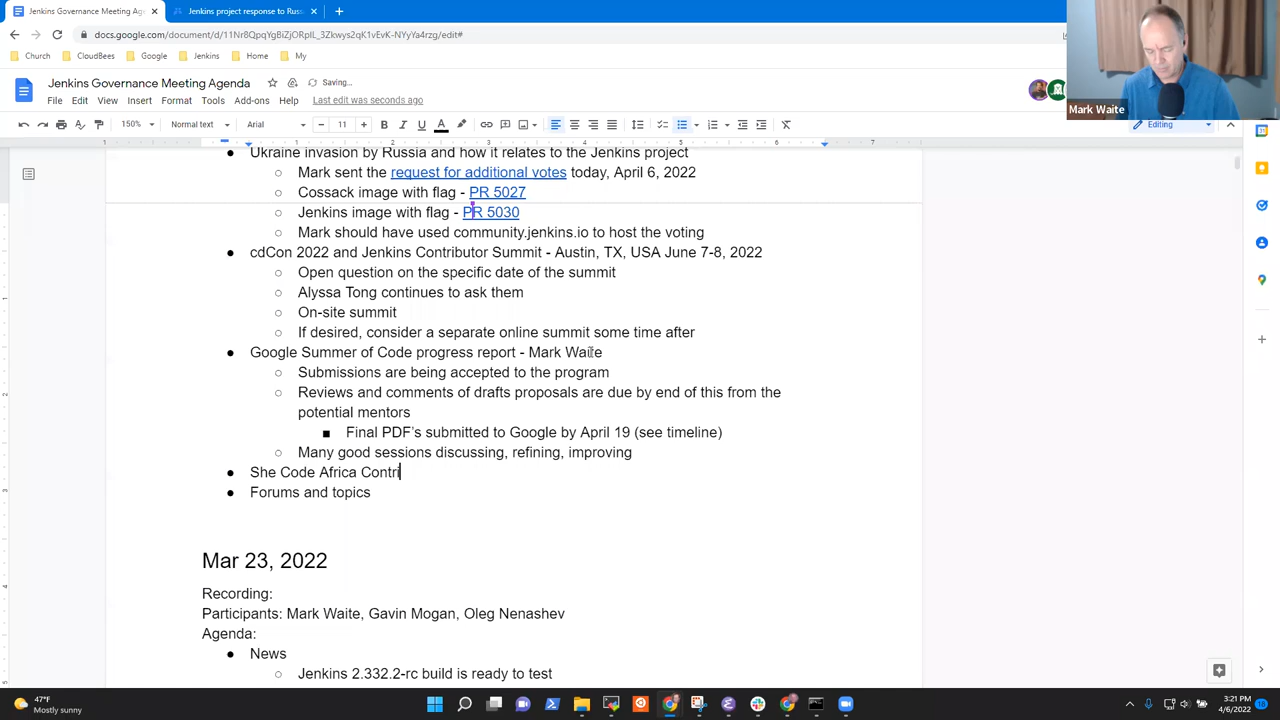 Jenkins Governance Meeting Ag
Jenkins project response to Rus
docs.google.com/document/d/11Nr8QpqYgBiZjORpIL_3Zkwys2qK1vEvK-NYyYa4rzg/edit#
Church CloudBees Google Jenkins Home My
Jenkins Governance Meeting Agenda Saving...
File Edit View Insert Format Tools Add-ons Help Last edit was seconds ago
Mark Waite
150% Normal text Arial 11 Editing
1 1 2 3 4 5 6 7
Ukraine invasion by Russia and how it relates to the Jenkins project
Mark sent the request for additional votes today, April 6, 2022
Cossack image with flag - PR 5027
Jenkins image with flag - PR 5030
Mark should have used community.jenkins.io to host the voting
cdCon 2022 and Jenkins Contributor Summit - Austin, TX, USA June 7-8, 2022
Open question on the specific date of the summit
Alyssa Tong continues to ask them
On-site summit
If desired, consider a separate online summit some time after
Google Summer of Code progress report - Mark Waite
Submissions are being accepted to the program
Reviews and comments of drafts proposals are due by end of this from the
potential mentors
Final PDF's submitted to Google by April 19 (see timeline)
Many good sessions discussing, refining, improving
She Code Africa Contri
Forums and topics
Mar 23, 2022
Recording:
Participants: Mark Waite, Gavin Mogan, Oleg Nenashev
Agenda:
News
Jenkins 2.332.2-rc build is ready to test
47°F
Mostly sunny
3:21 PM
4/6/2022